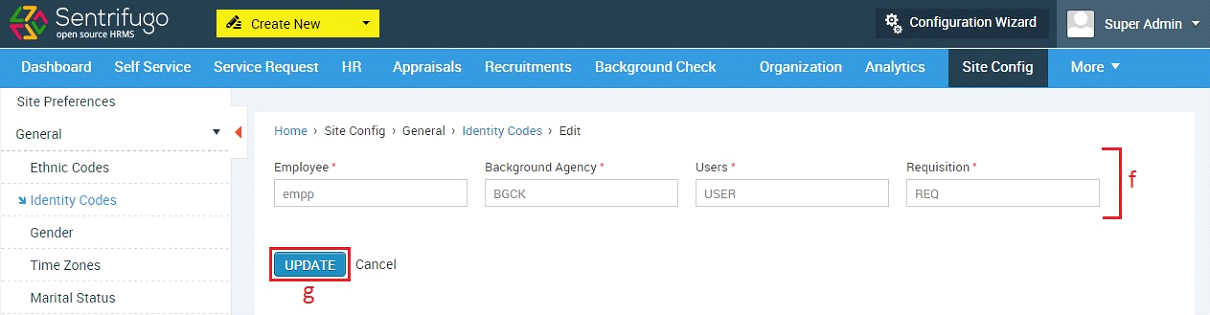 Sentrifugo
open source HRMS
Create New
Configuration Wizard
Super Admin
Dashboard Self Service Service Request HR Appraisals Recruitments Background Check Organization Analytics Site Config More
Site Preferences
General
Ethnic Codes
Identity Codes
Gender
Time Zones
Marital Status
Home › Site Config › General › Identity Codes › Edit
Employee * Background Agency * Users * Requisition *
empp BGCK USER REQ
f
UPDATE Cancel
g